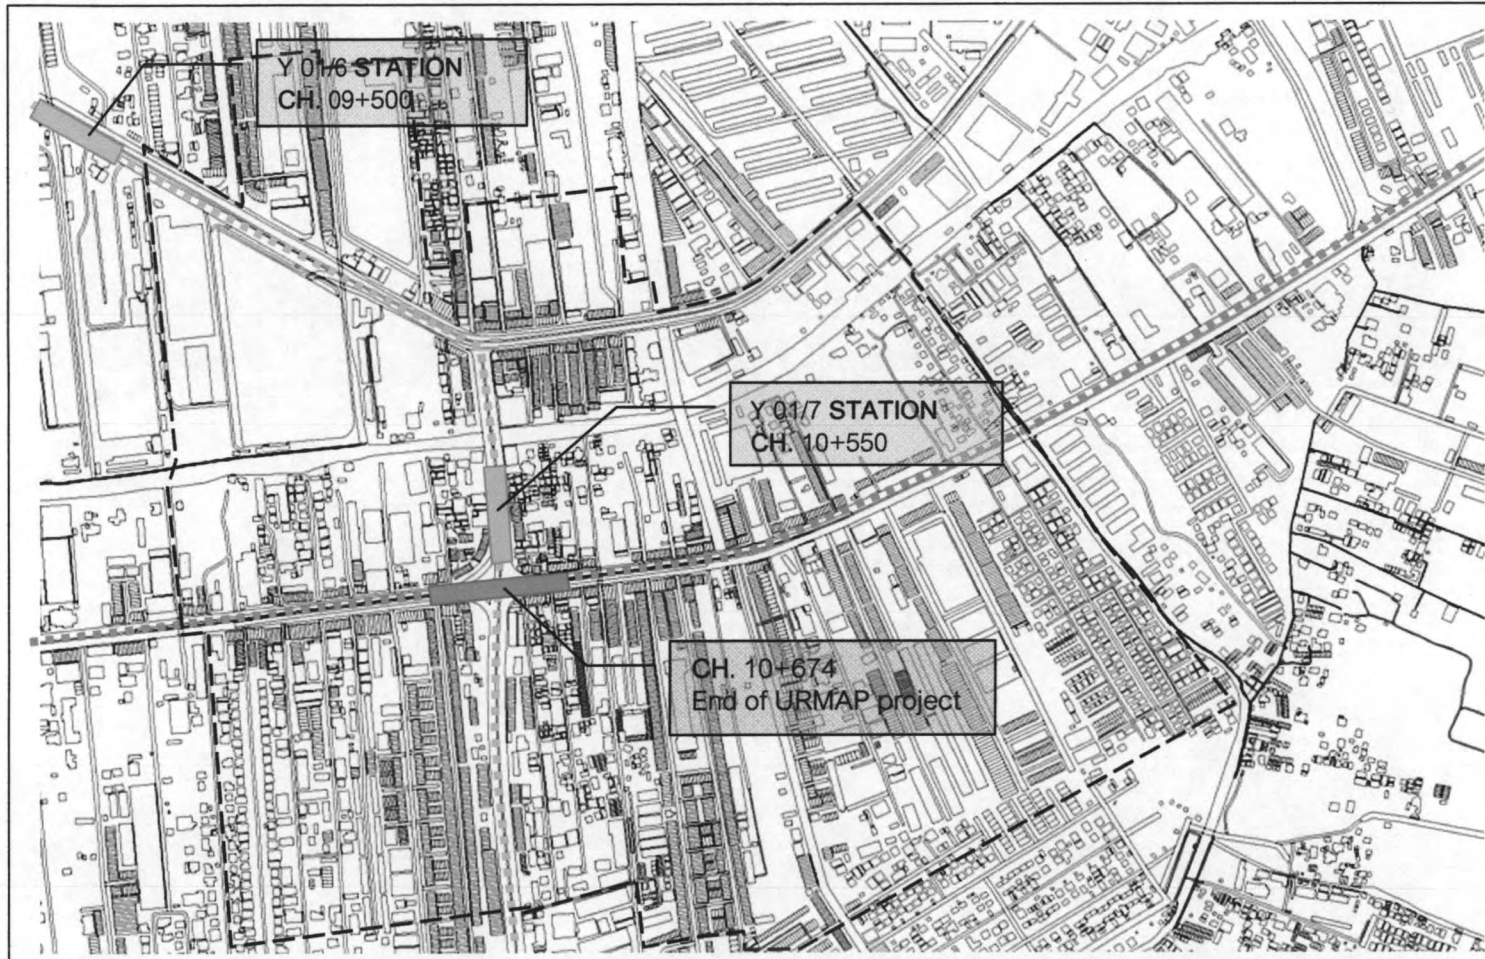 Y 01/6 STATION
CH. 09+500
Y 01/7 STATION
CH. 10+550
CH. 10+674
End of URMAP project